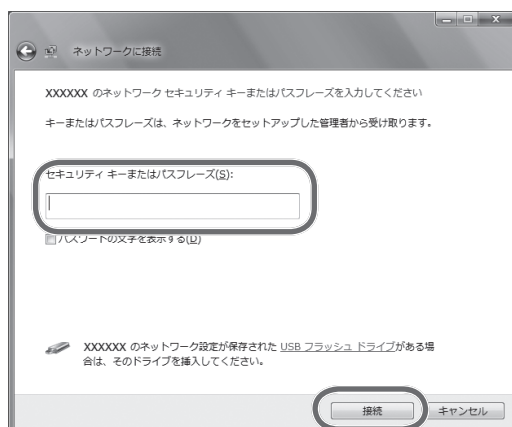 ネットワークに接続
XXXXXX のネットワーク セキュリティ キーまたはパスフレーズを入力してください
キーまたはパスフレーズは、ネットワークをセットアップした管理者から受け取ります。
セキュリティ キーまたはパスフレーズ(S):
パスワードの文字を表示する(D)
XXXXXX のネットワーク設定が保存された USB フラッシュ ドライブがある場
合は、そのドライブを挿入してください。
接続
キャンセル